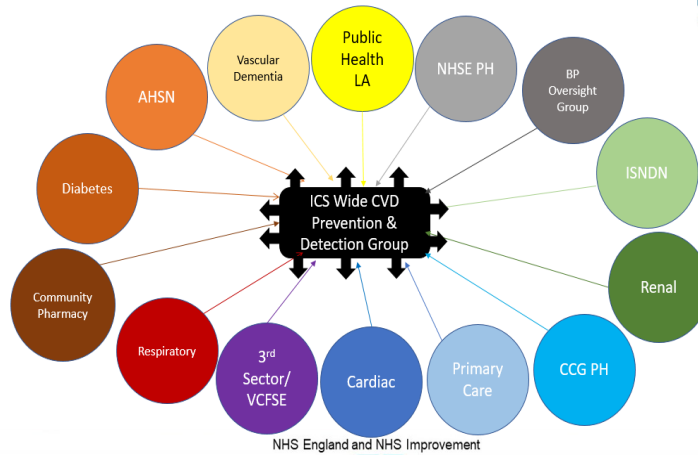 Public
Health
LA
Vascular
Dementia
NHSE PH
BP
Oversight
Group
AHSN
ISNDN
Diabetes
ICS Wide CVD
Prevention &
Detection Group
Renal
Community
Pharmacy
Respiratory
3rd
Sector/
VCFSE
Cardiac
Primary
Care
CCG PH
NHS England and NHS Improvement